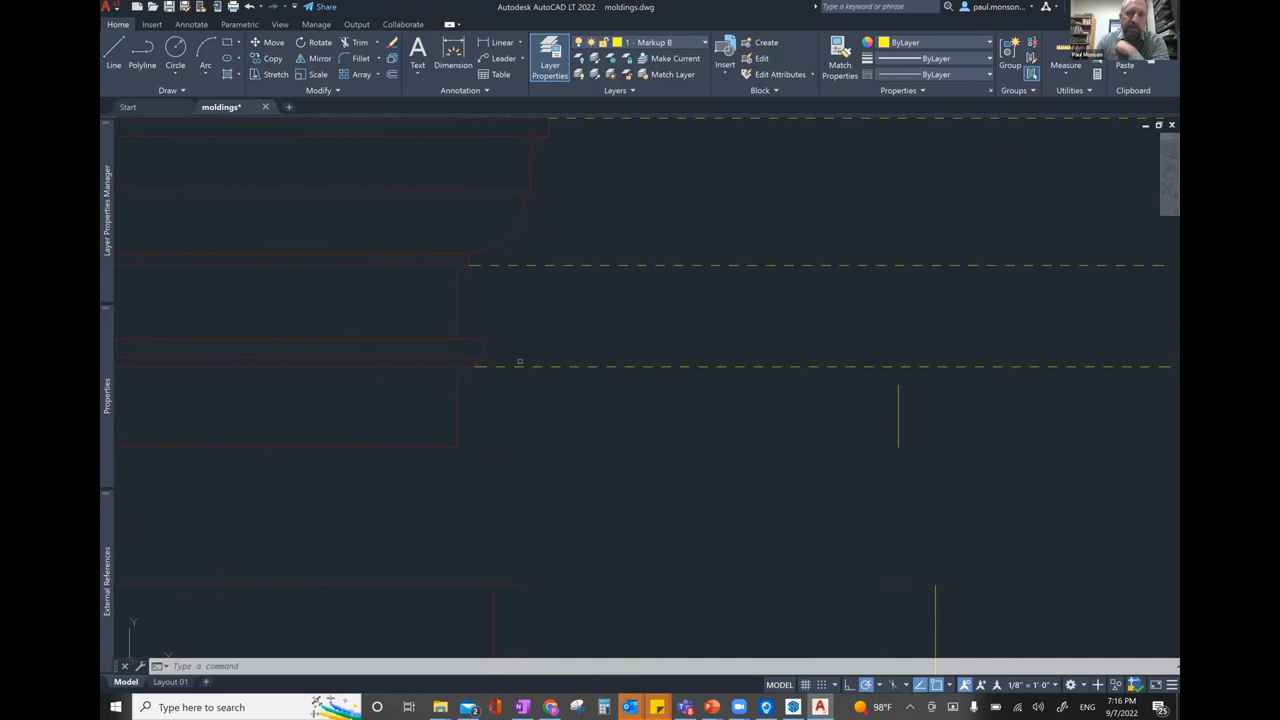 Autodesk AutoCAD LT 2022 moldings.dwg
Share
Type a keyword or phrase
paul.monson...
Home Insert Annotate Parametric View Manage Output Collaborate
Line Polyline Circle Arc
Move Rotate Trim
Copy Mirror Fillet
Stretch Scale Array
Text Dimension
Linear
Leader
Table
Layer Properties
1 - Markup B
Make Current
Match Layer
Insert
Create
Edit
Edit Attributes
Match Properties
ByLayer
ByLayer
ByLayer
Group
Measure
Paste
Paul Monson
Draw Modify Annotation Layers Block Properties Groups Utilities Clipboard
Start moldings*
Layer Properties Manager
Properties
External References
Y
X
Type a command
Model Layout 01
MODEL 1/8" = 1'-0"
Type here to search
98°F
ENG
7:16 PM
9/7/2022
25